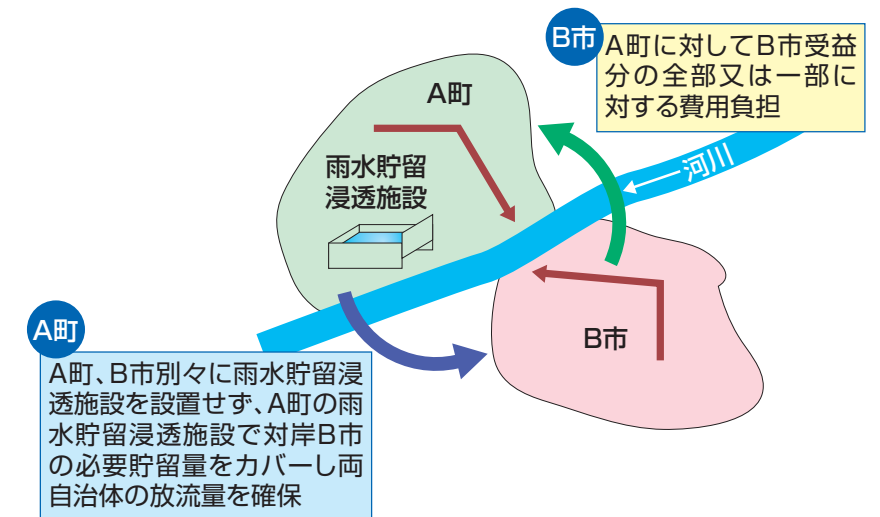 B市
A町に対してB市受益
分の全部又は一部に
対する費用負担
A町
河川
雨水貯留
浸透施設
B市
A町
A町、B市別々に雨水貯留浸
透施設を設置せず、A町の雨
水貯留浸透施設で対岸B市
の必要貯留量をカバーし両
自治体の放流量を確保